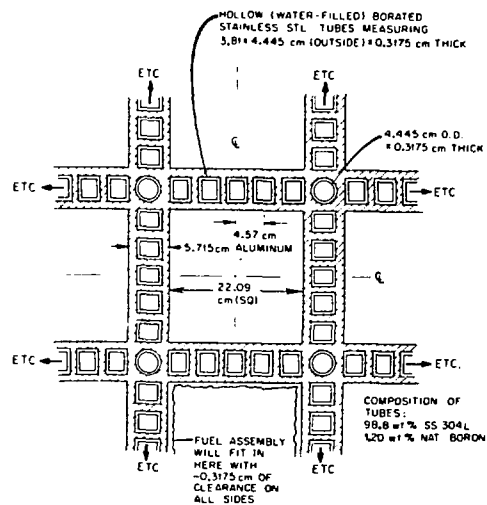 HOLLOW (WATER-FILLED) BORATED
STAINLESS STL TUBES MEASURING
3.81 × 4.445 cm (OUTSIDE) × 0.3175 cm THICK
ETC
ETC
℄
4.445 cm O.D.
× 0.3175 cm THICK
ETC
ETC
4.57
cm
5.715 cm ALUMINUM
22.09
cm (SQ)
℄
ETC
ETC.
COMPOSITION OF
TUBES:
98.8 wt % SS 304L
1.20 wt % NAT BORON
FUEL ASSEMBLY
WILL FIT IN
HERE WITH
~0.3175 cm OF
CLEARANCE ON
ALL SIDES
ETC
ETC